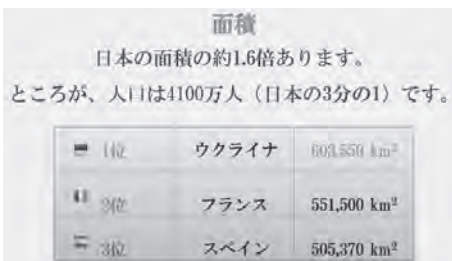 面積
日本の面積の約1.6倍あります。
ところが、人口は4100万人（日本の3分の1）です。
1位 ウクライナ 603,550 km²
2位 フランス 551,500 km²
3位 スペイン 505,370 km²